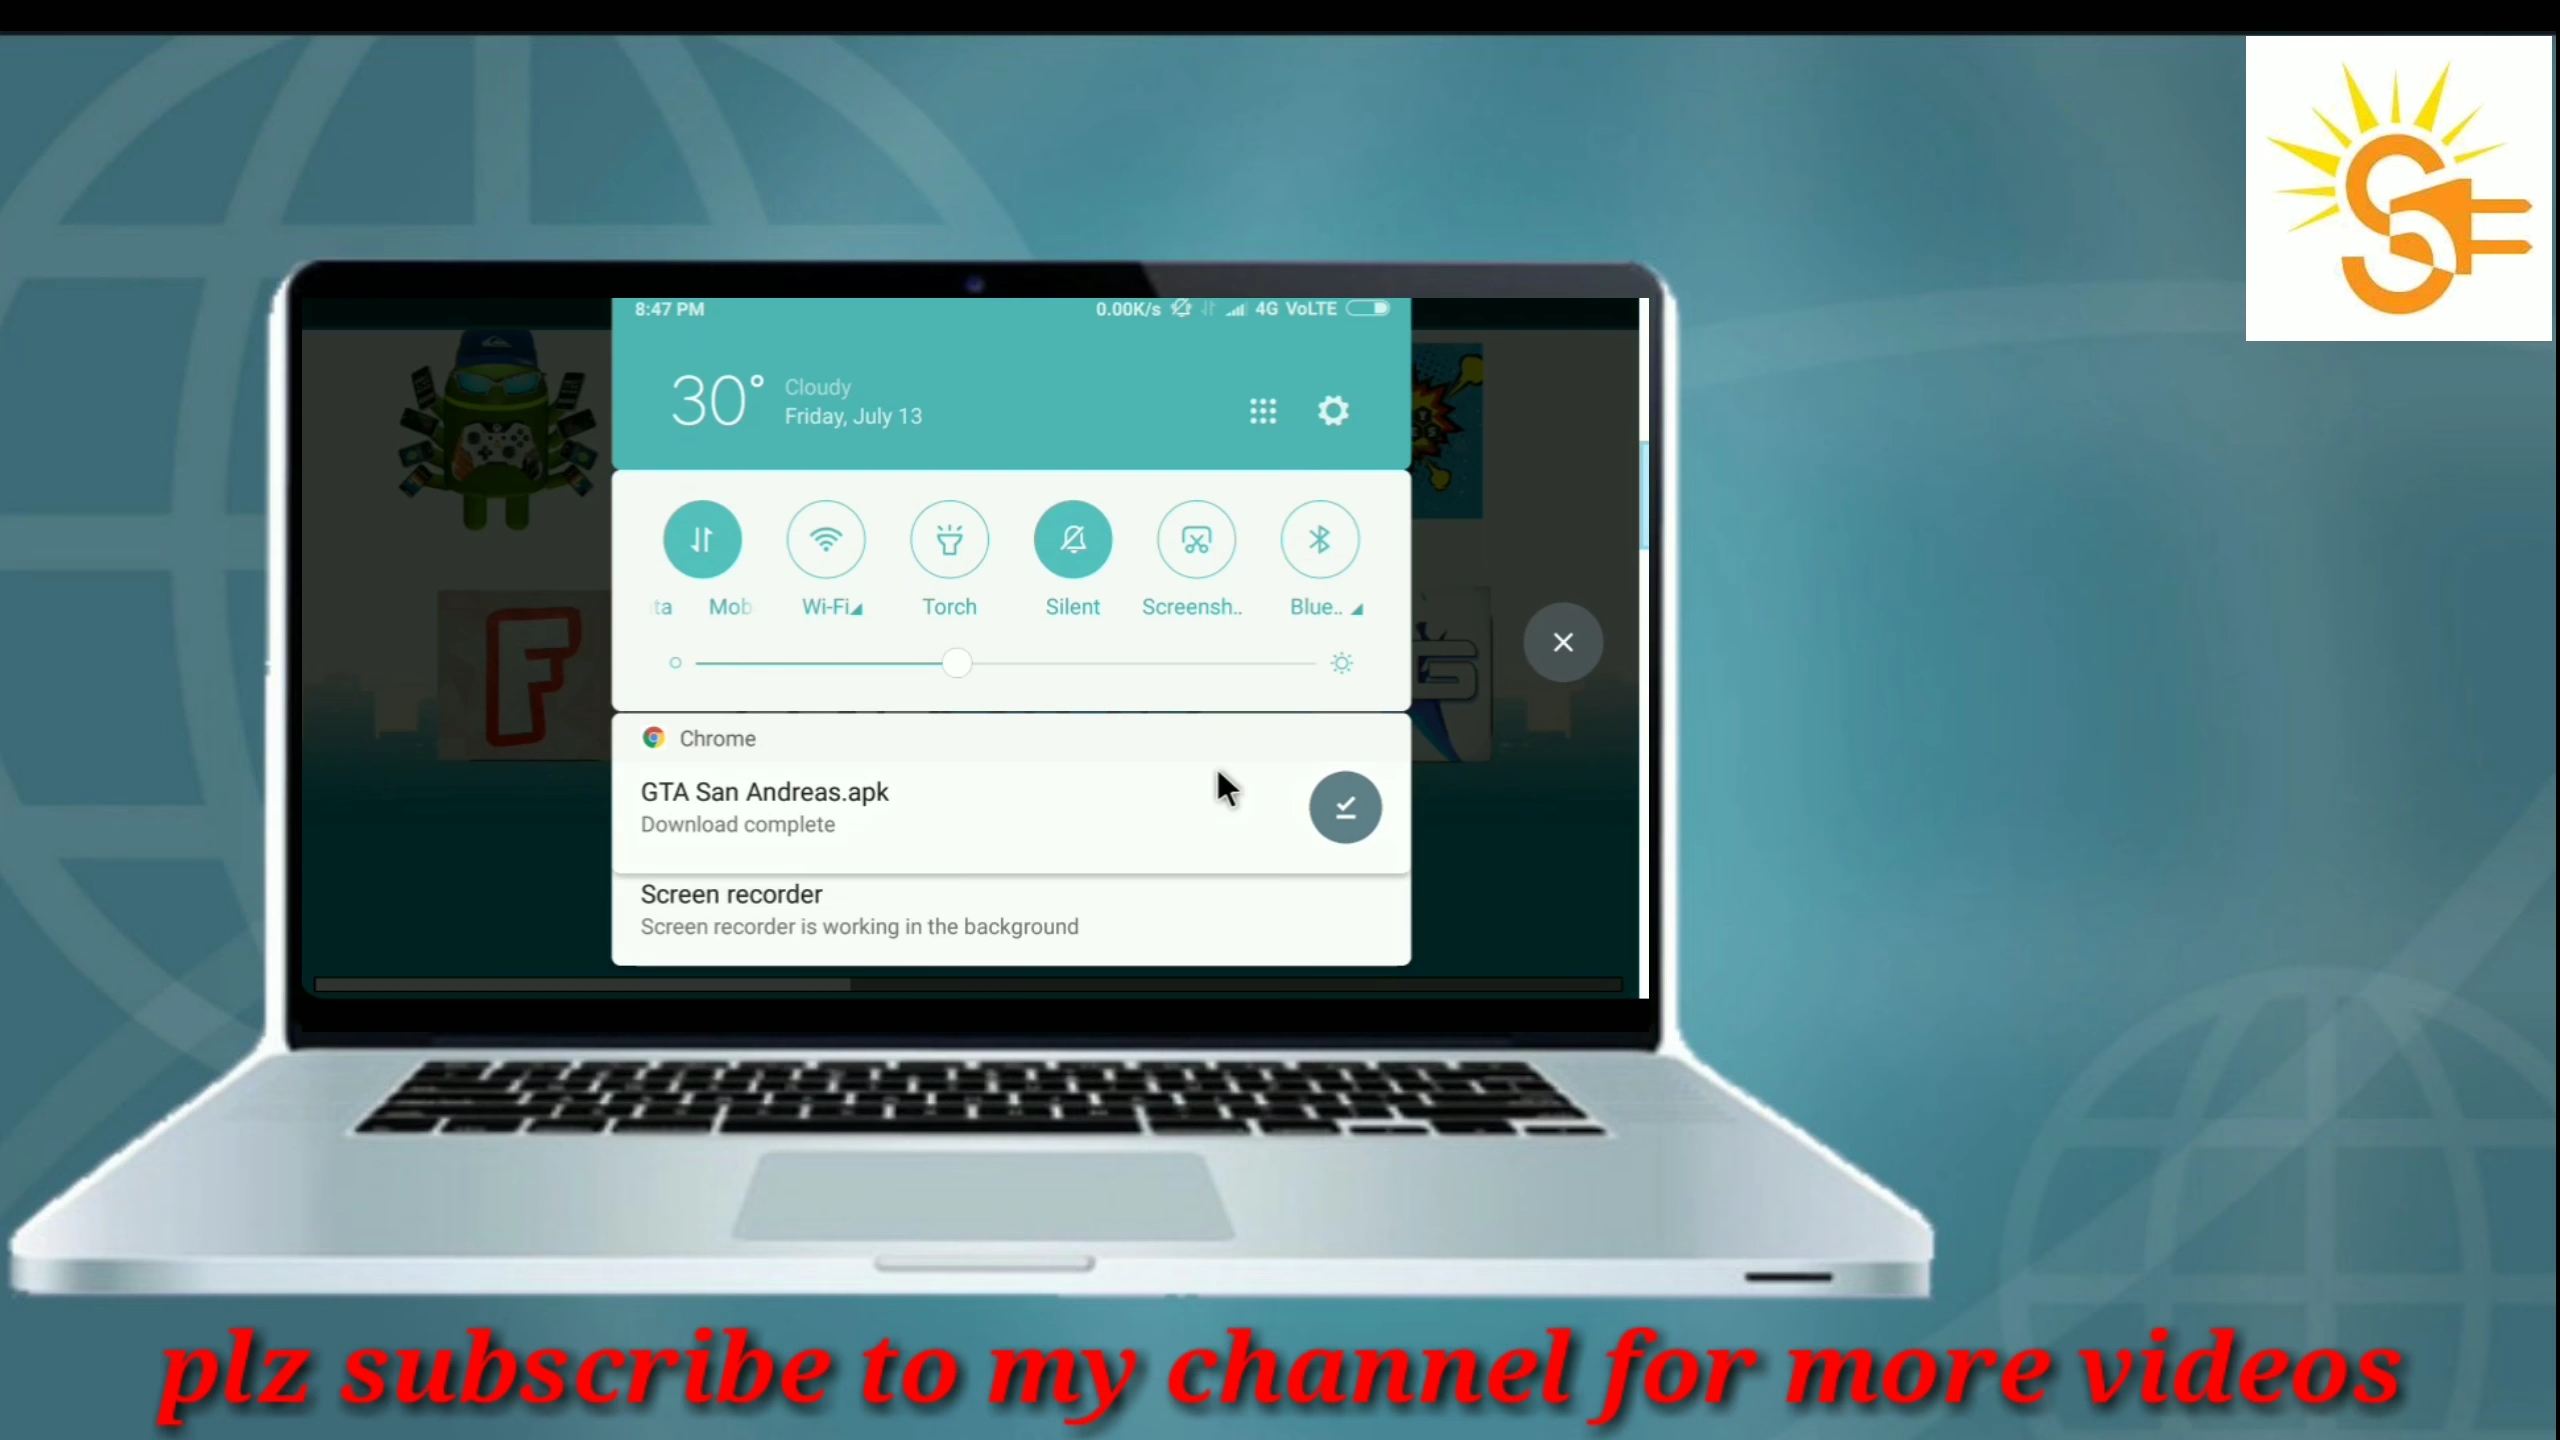 8:47 PM
0.00K/s 4G VoLTE
30°
Cloudy
Friday, July 13
ta Mob Wi-Fi Torch Silent Screensh.. Blue..
Chrome
GTA San Andreas.apk
Download complete
Screen recorder
Screen recorder is working in the background
plz subscribe to my channel for more videos